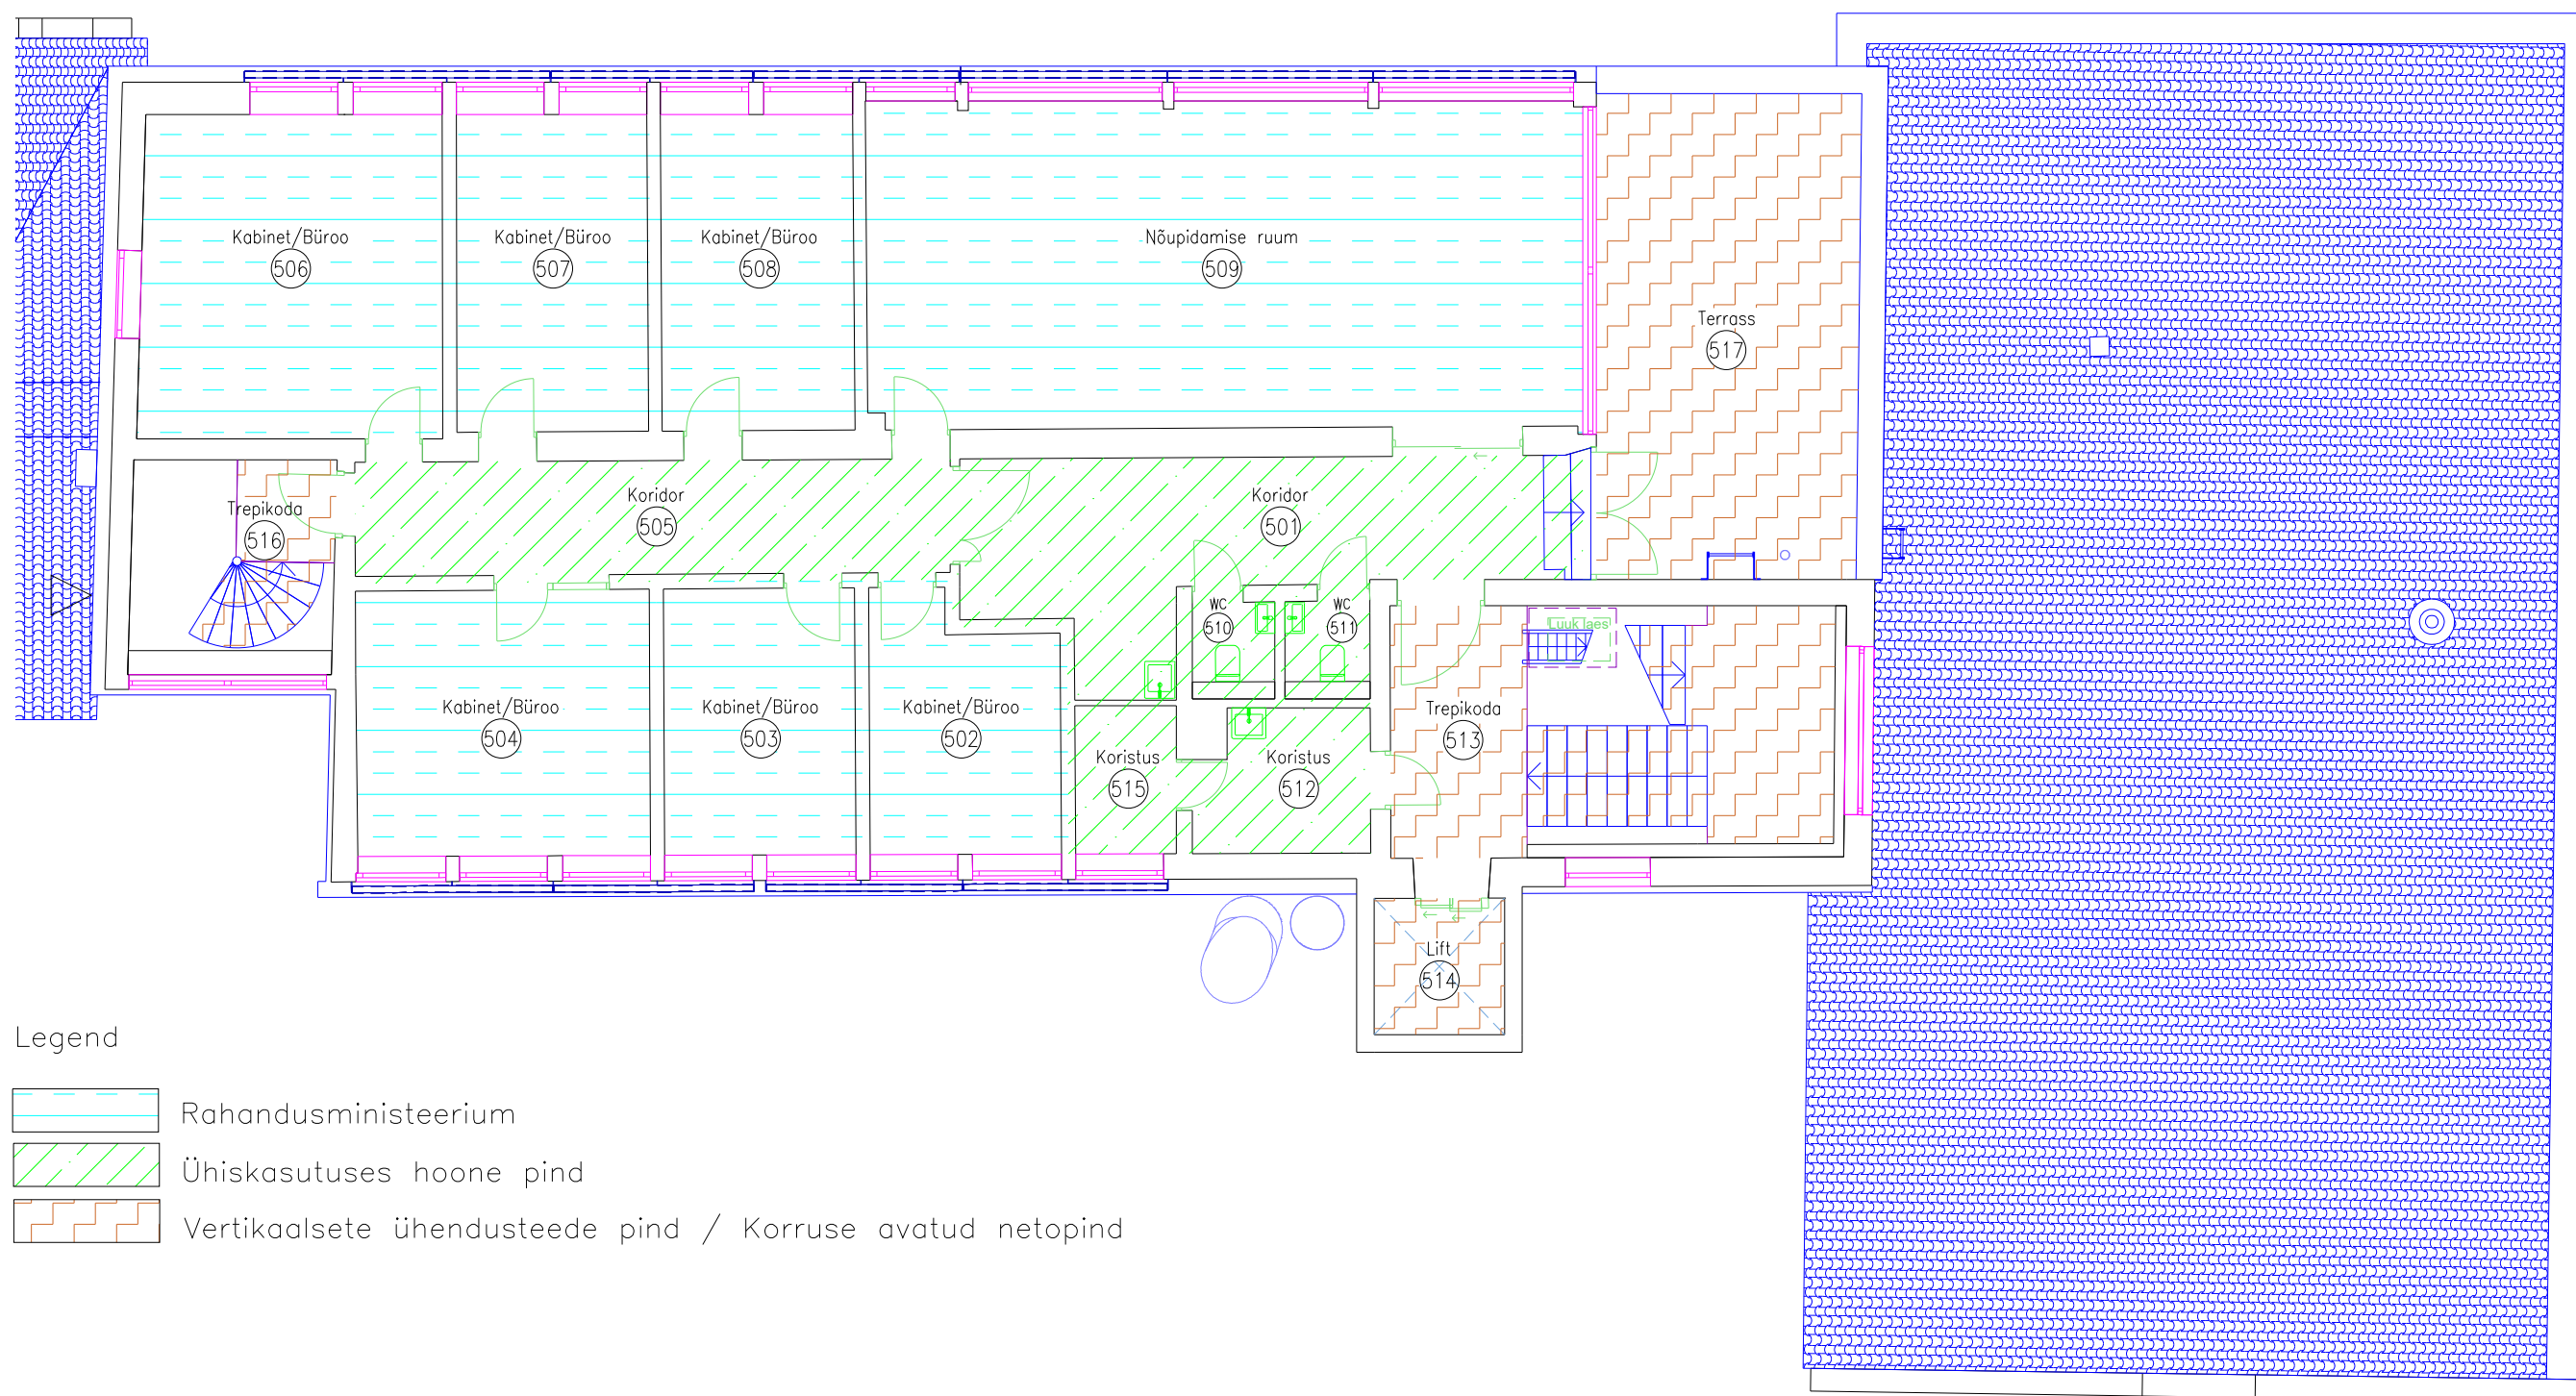 Kabinet/Büroo
506
Kabinet/Büroo
507
Kabinet/Büroo
508
Nõupidamise ruum
509
Terrass
517
Trepikoda
516
Koridor
505
Koridor
501
WC
510
WC
511
Luuk laes
Kabinet/Büroo
504
Kabinet/Büroo
503
Kabinet/Büroo
502
Koristus
515
Koristus
512
Trepikoda
513
Lift
514
Legend
Rahandusministeerium
Ühiskasutuses hoone pind
Vertikaalsete ühendusteede pind / Korruse avatud netopind